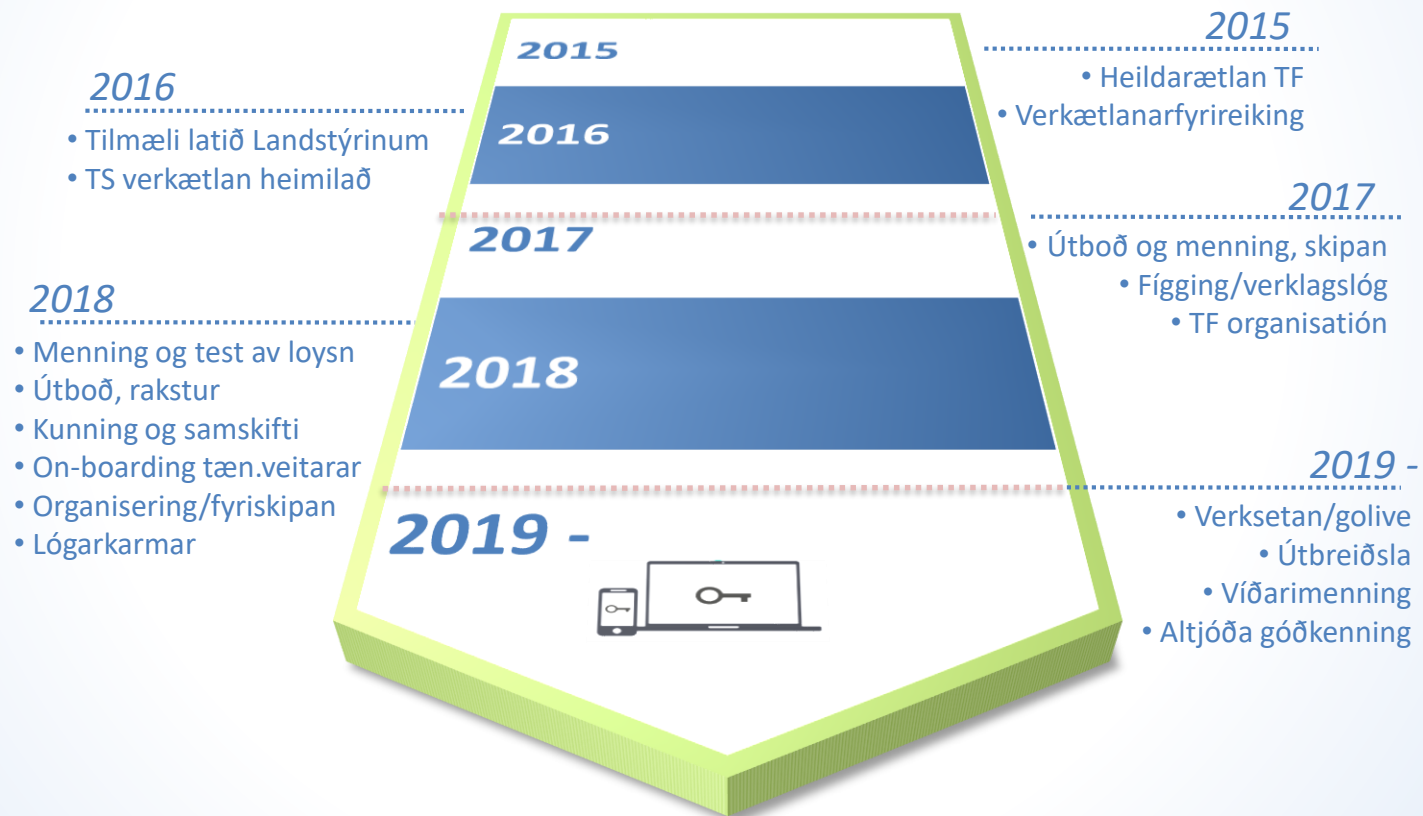 2015
• Heildarætlan TF
• Verkætlanarfyrireiking
2016
• Tilmæli latið Landstýrinum
• TS verkætlan heimilað
2017
• Útboð og menning, skipan
• Fígging/verklagslóg
• TF organisatión
2018
• Menning og test av loysn
• Útboð, rakstur
• Kunning og samskifti
• On-boarding tæn.veitarar
• Organisering/fyriskipan
• Lógarkarmar
2019 -
• Verksetan/golive
• Útbreiðsla
• Víðarimenning
• Altjóða góðkenning
2015
2016
2017
2018
2019 -